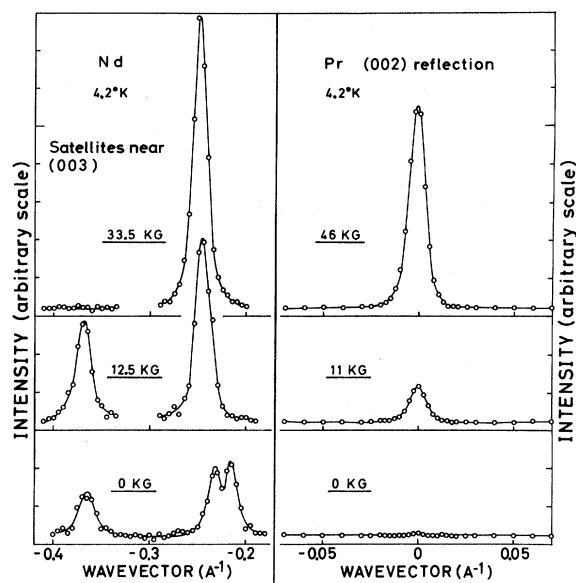 Nd
4.2°K
Satellites near
(003)
33.5 KG
12.5 KG
0 KG
INTENSITY (arbitrary scale)
-0,4
-0,3
-0,2
WAVEVECTOR (A⁻¹)
Pr (002) reflection
4.2°K
46 KG
11 KG
0 KG
INTENSITY (arbitrary scale)
-0,05
0
0,05
WAVEVECTOR (A⁻¹)